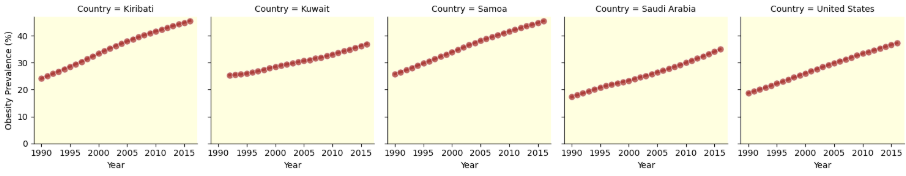 Country = Kiribati
Country = Kuwait
Country = Samoa
Country = Saudi Arabia
Country = United States
Obesity Prevalence (%)
40
30
20
10
0
1990 1995 2000 2005 2010 2015
1990 1995 2000 2005 2010 2015
1990 1995 2000 2005 2010 2015
1990 1995 2000 2005 2010 2015
1990 1995 2000 2005 2010 2015
Year
Year
Year
Year
Year